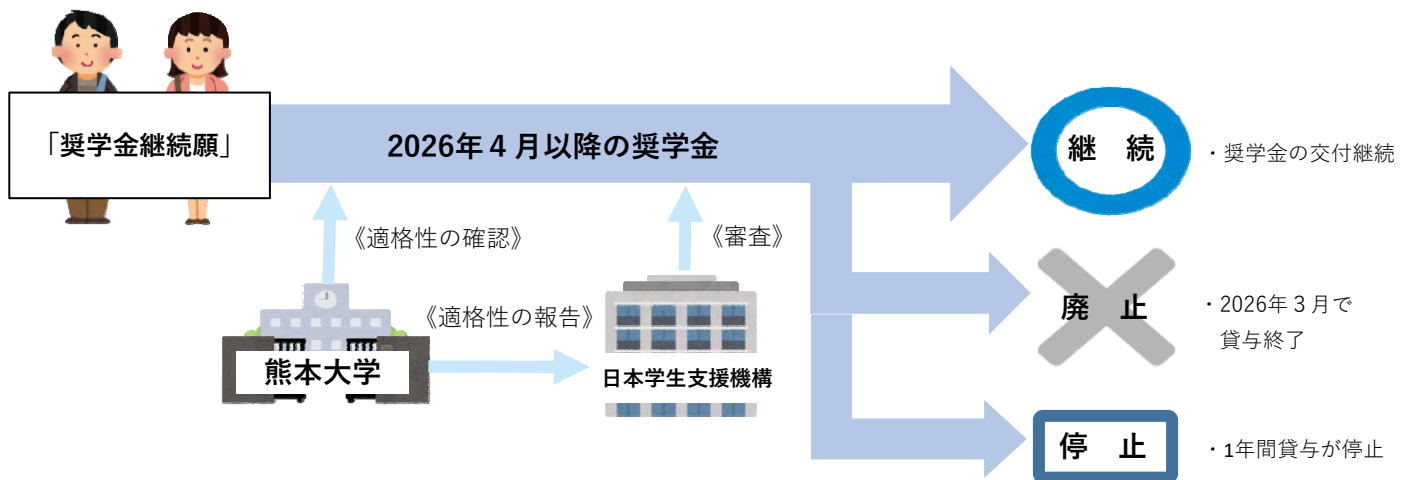 「奨学金継続願」
2026年４月以降の奨学金
継　続
・奨学金の交付継続
《適格性の確認》
《審査》
《適格性の報告》
熊本大学
日本学生支援機構
廃　止
・2026年３月で
貸与終了
停　止
・1年間貸与が停止